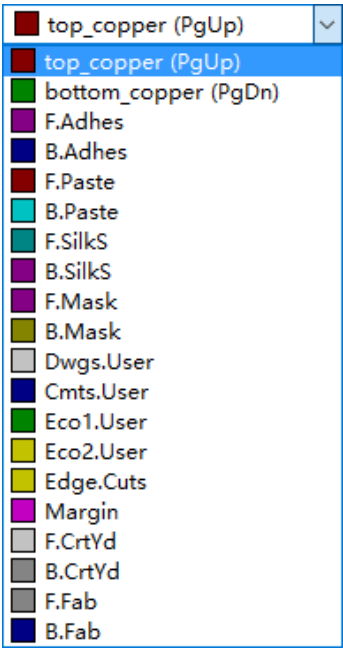 top_copper (PgUp)
top_copper (PgUp)
bottom_copper (PgDn)
F.Adhes
B.Adhes
F.Paste
B.Paste
F.SilkS
B.SilkS
F.Mask
B.Mask
Dwgs.User
Cmts.User
Eco1.User
Eco2.User
Edge.Cuts
Margin
F.CrtYd
B.CrtYd
F.Fab
B.Fab